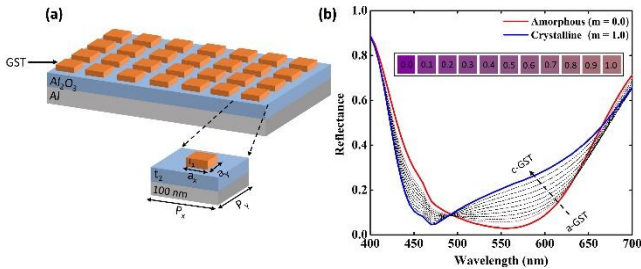 (a)
GST
Al2O3
Al
t2
ax
ay
100 nm
Px
Py
(b)
Amorphous (m = 0.0)
Crystalline (m = 1.0)
0.0 0.1 0.2 0.3 0.4 0.5 0.6 0.7 0.8 0.9 1.0
c-GST
a-GST
Reflectance
1.0
0.8
0.6
0.4
0.2
0.0
400 450 500 550 600 650 700
Wavelength (nm)